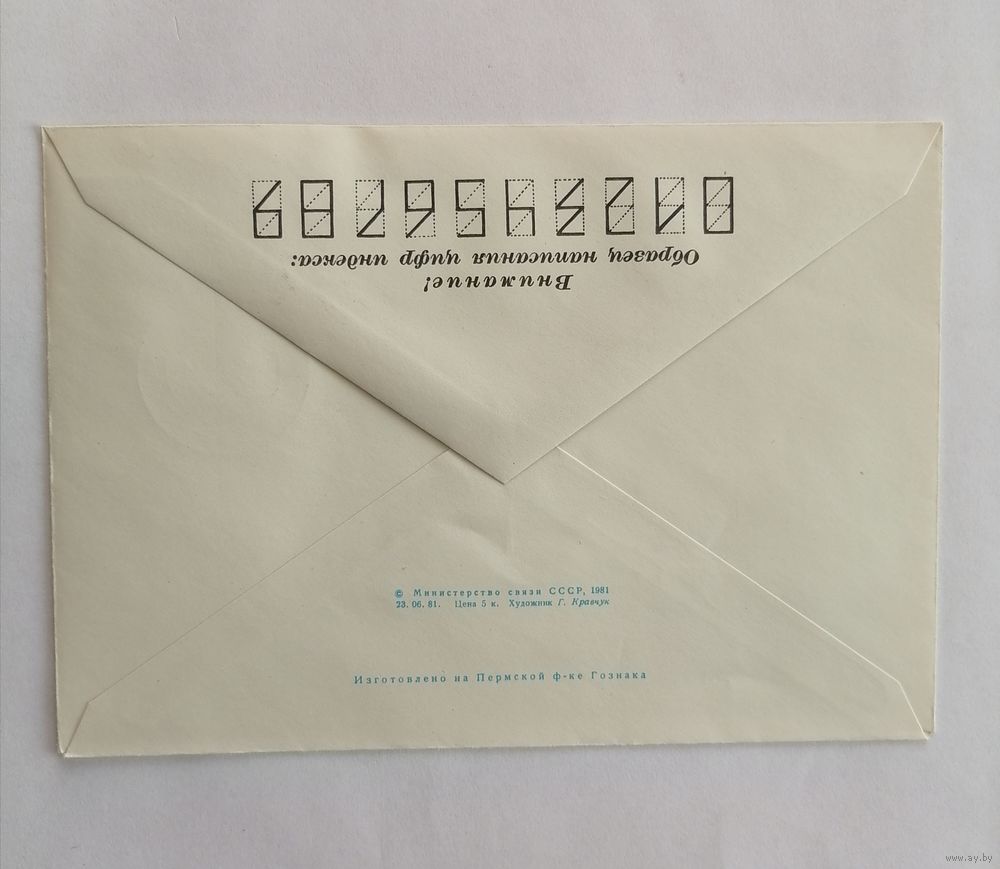 Внимание!
Образец написания цифр индекса:
0123456789
© Министерство связи СССР, 1981
23. 06. 81. Цена 5 к. Художник Г. Кравчук
Изготовлено на Пермской ф-ке Гознака
www.ay.by